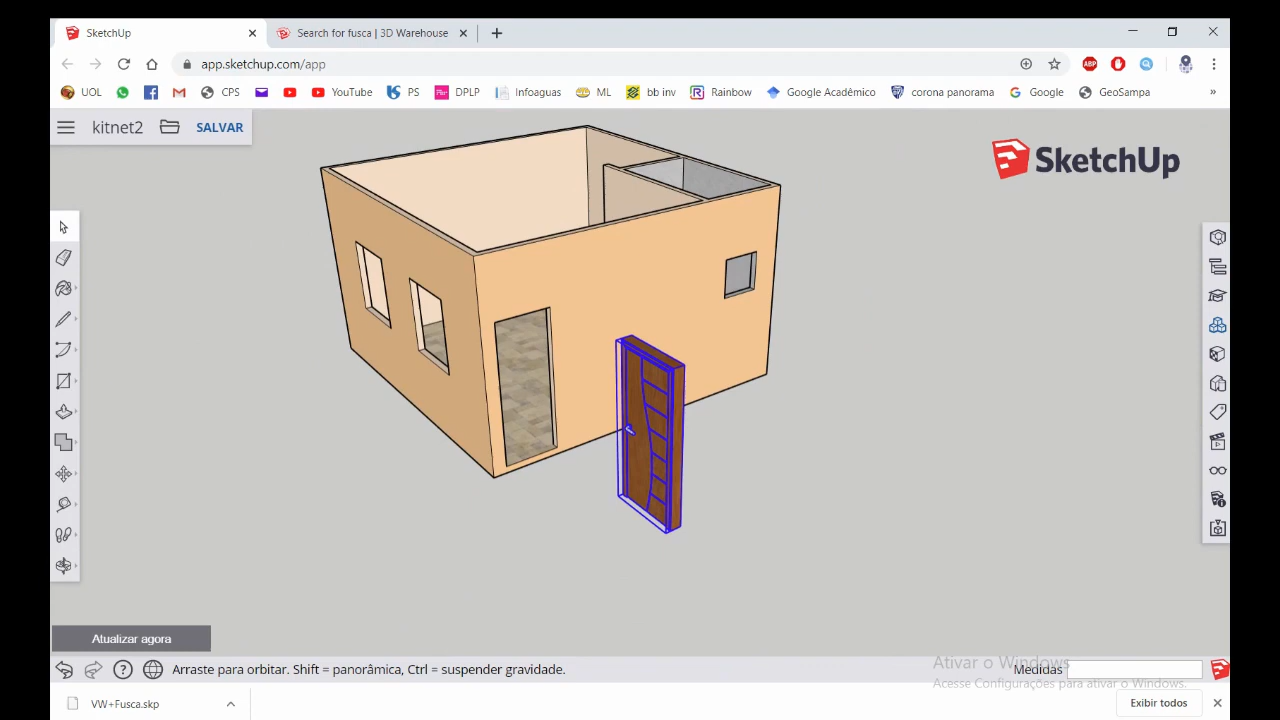 SketchUp
Search for fusca | 3D Warehouse
app.sketchup.com/app
ABP
UOL
CPS
YouTube
PS
DPLP
Infoaguas
ML
bb inv
Rainbow
Google Acadêmico
corona panorama
Google
GeoSampa
kitnet2
SALVAR
SketchUp
Atualizar agora
Arraste para orbitar. Shift = panorâmica, Ctrl = suspender gravidade.
Medidas
Ativar o Windows
Acesse Configurações para ativar o Windows.
VW+Fusca.skp
Exibir todos